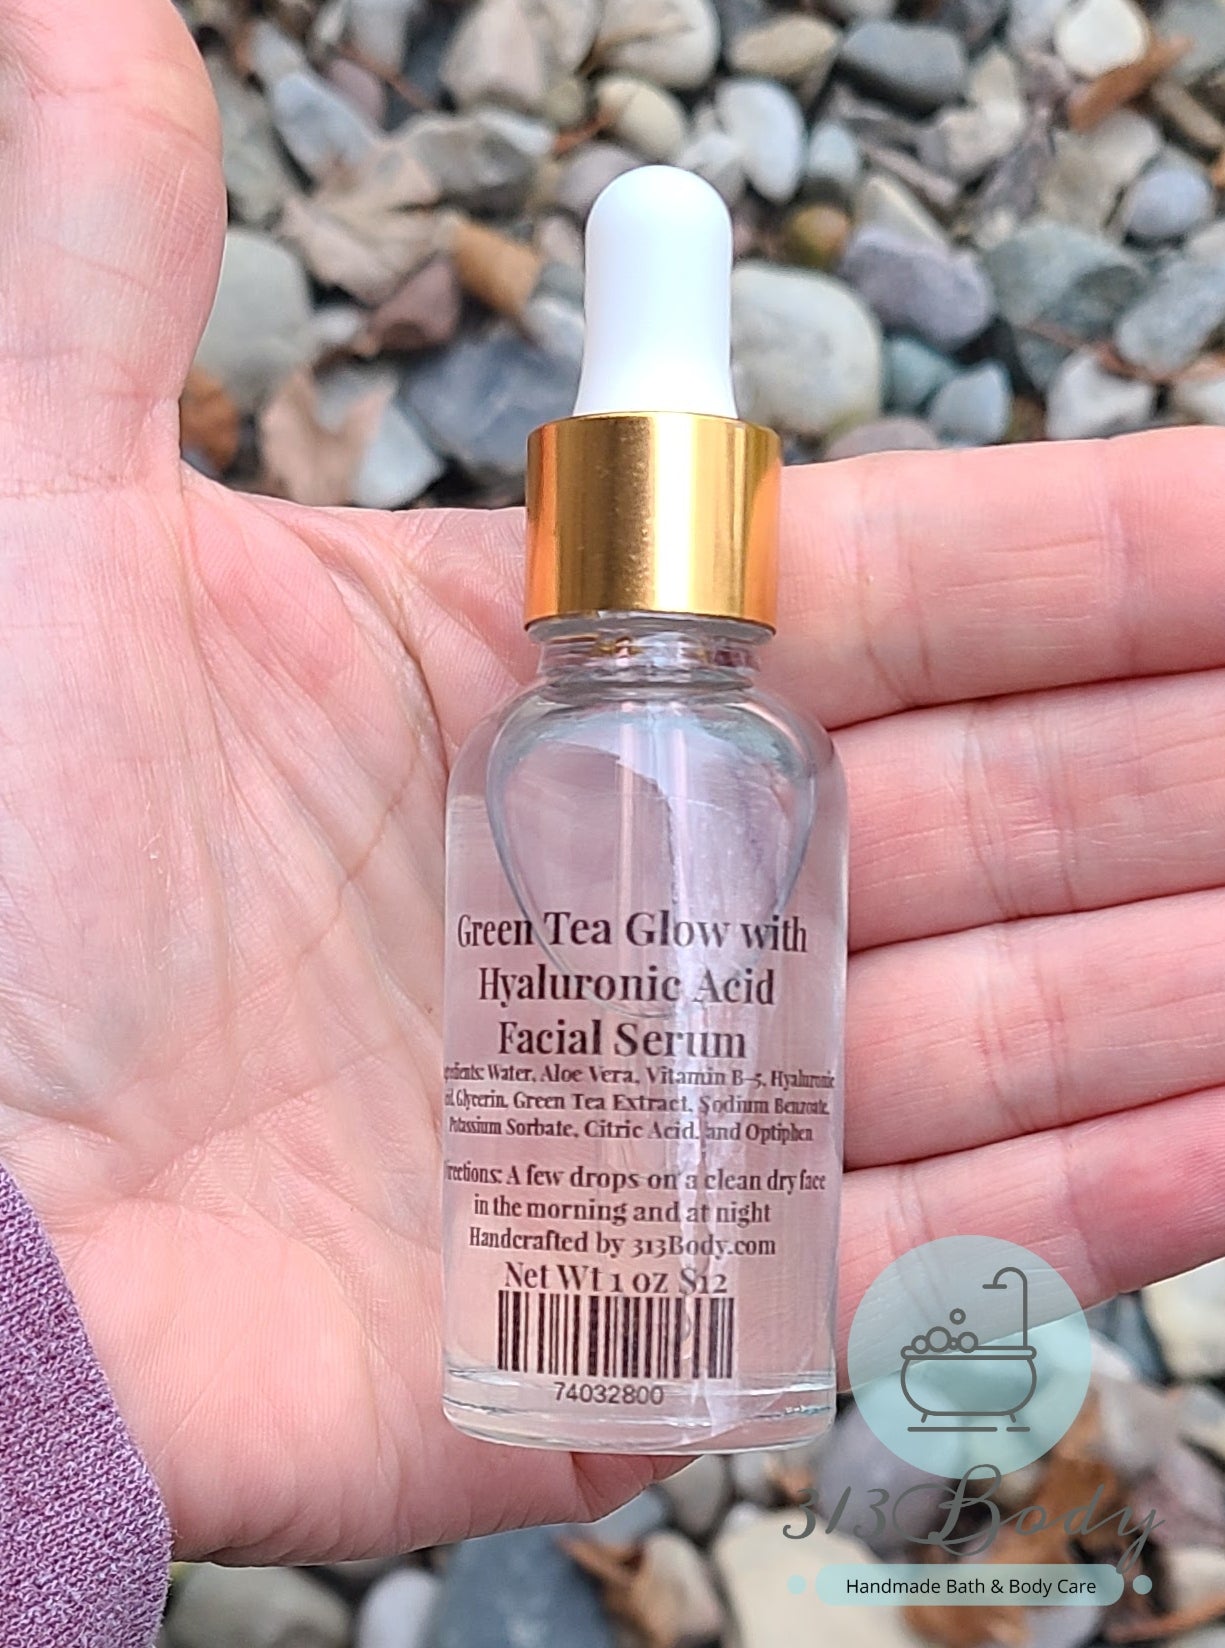 Green Tea Glow with
Hyaluronic Acid
Facial Serum
Water, Aloe Vera, Vitamin B-5, Hyaluronic
Glycerin, Green Tea Extract, Sodium Benzoate,
Potassium Sorbate, Citric Acid, and Optiphen
A few drops on a clean dry face
in the morning and at night
Handcrafted by 313Body.com
Net Wt 1 oz $12
74032800
313Body
Handmade Bath & Body Care